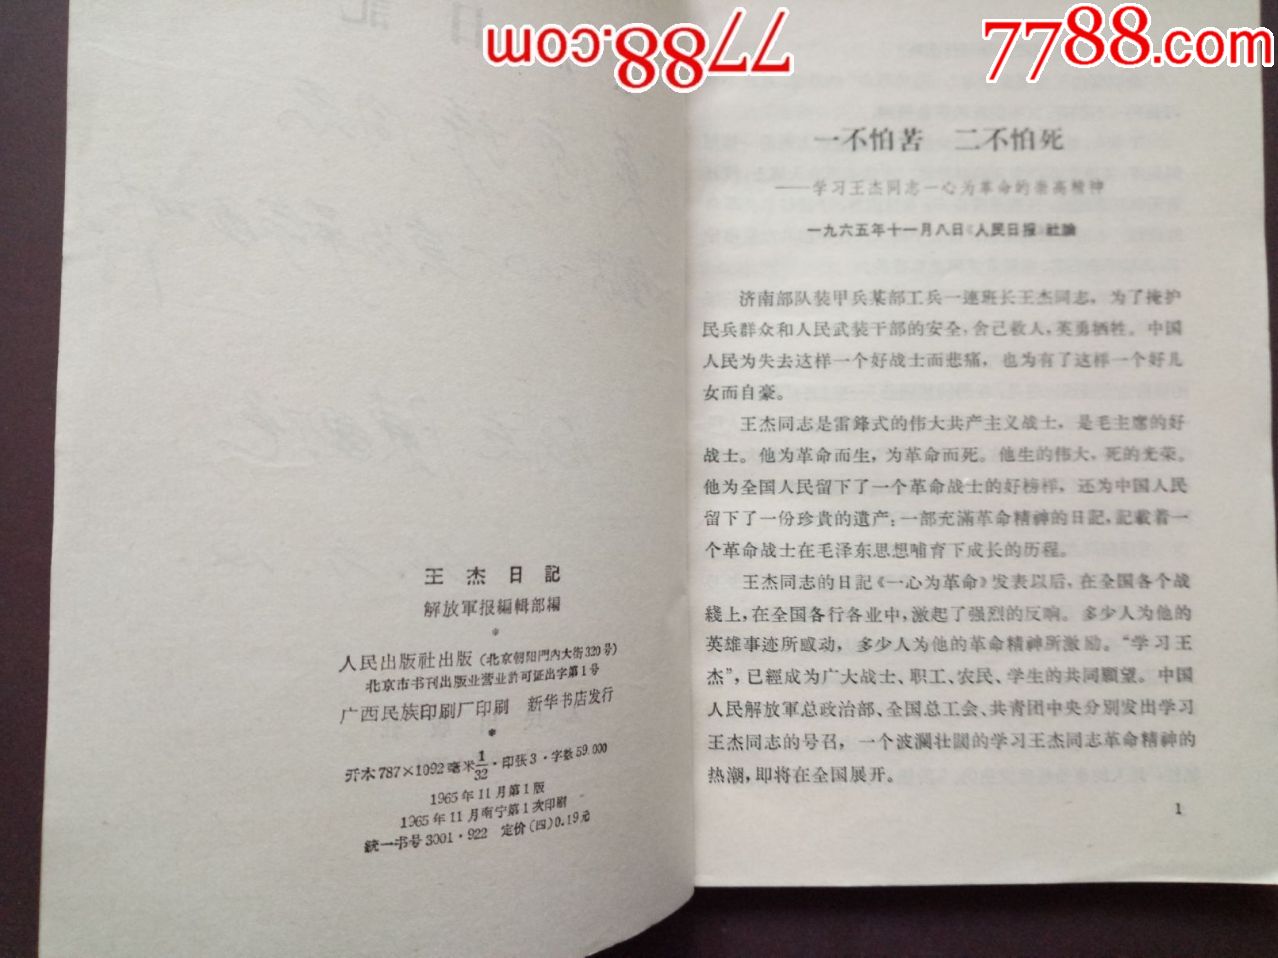 7788.com
7788.com
王杰日記
解放軍报編輯部編
*
人民出版社出版（北京朝阳門內大街320号）
北京市书刊出版业营业許可証出字第1号
广西民族印刷厂印刷 新华书店发行
*
开本787×1092毫米1/32·印张3·字数59,000
1965年11月第1版
1965年11月南宁第1次印刷
統一书号3001·922 定价(四)0.19元
一不怕苦 二不怕死
——学习王杰同志一心为革命的崇高精神
一九六五年十一月八日《人民日报》社論
济南部队装甲兵某部工兵一連班长王杰同志，为了掩护
民兵群众和人民武装干部的安全，舍己救人，英勇牺牲。中国
人民为失去这样一个好战士而悲痛，也为有了这样一个好儿
女而自豪。
王杰同志是雷鋒式的伟大共产主义战士，是毛主席的好
战士。他为革命而生，为革命而死。他生的伟大，死的光荣。
他为全国人民留下了一个革命战士的好榜样，还为中国人民
留下了一份珍貴的遺产：一部充滿革命精神的日記，記載着一
个革命战士在毛泽东思想哺育下成长的历程。
王杰同志的日記《一心为革命》发表以后，在全国各个战
綫上，在全国各行各业中，激起了强烈的反响。多少人为他的
英雄事迹所感动，多少人为他的革命精神所激励。“学习王
杰”，已經成为广大战士、职工、农民、学生的共同願望。中国
人民解放軍总政治部、全国总工会、共青团中央分別发出学习
王杰同志的号召，一个波澜壮闊的学习王杰同志革命精神的
热潮，即将在全国展开。
1